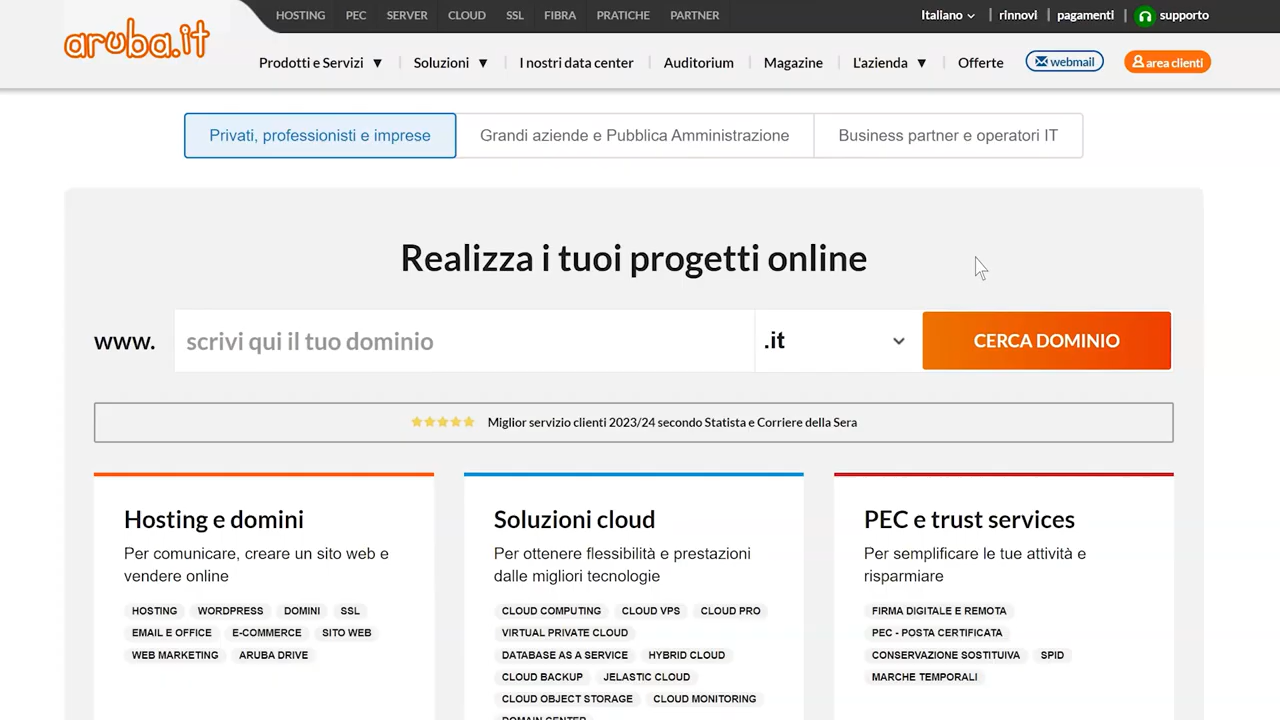 HOSTING PEC SERVER CLOUD SSL FIBRA PRATICHE PARTNER
Italiano | rinnovi | pagamenti | supporto
aruba.it
Prodotti e Servizi ▼ | Soluzioni ▼ | I nostri data center | Auditorium | Magazine | L'azienda ▼ | Offerte
webmail
area clienti
Privati, professionisti e imprese
Grandi aziende e Pubblica Amministrazione
Business partner e operatori IT
Realizza i tuoi progetti online
www. scrivi qui il tuo dominio .it CERCA DOMINIO
Miglior servizio clienti 2023/24 secondo Statista e Corriere della Sera
Hosting e domini
Per comunicare, creare un sito web e
vendere online
HOSTING WORDPRESS DOMINI SSL
EMAIL E OFFICE E-COMMERCE SITO WEB
WEB MARKETING ARUBA DRIVE
Soluzioni cloud
Per ottenere flessibilità e prestazioni
dalle migliori tecnologie
CLOUD COMPUTING CLOUD VPS CLOUD PRO
VIRTUAL PRIVATE CLOUD
DATABASE AS A SERVICE HYBRID CLOUD
CLOUD BACKUP JELASTIC CLOUD
CLOUD OBJECT STORAGE CLOUD MONITORING
DOMAIN CENTER
PEC e trust services
Per semplificare le tue attività e
risparmiare
FIRMA DIGITALE E REMOTA
PEC - POSTA CERTIFICATA
CONSERVAZIONE SOSTITUIVA SPID
MARCHE TEMPORALI